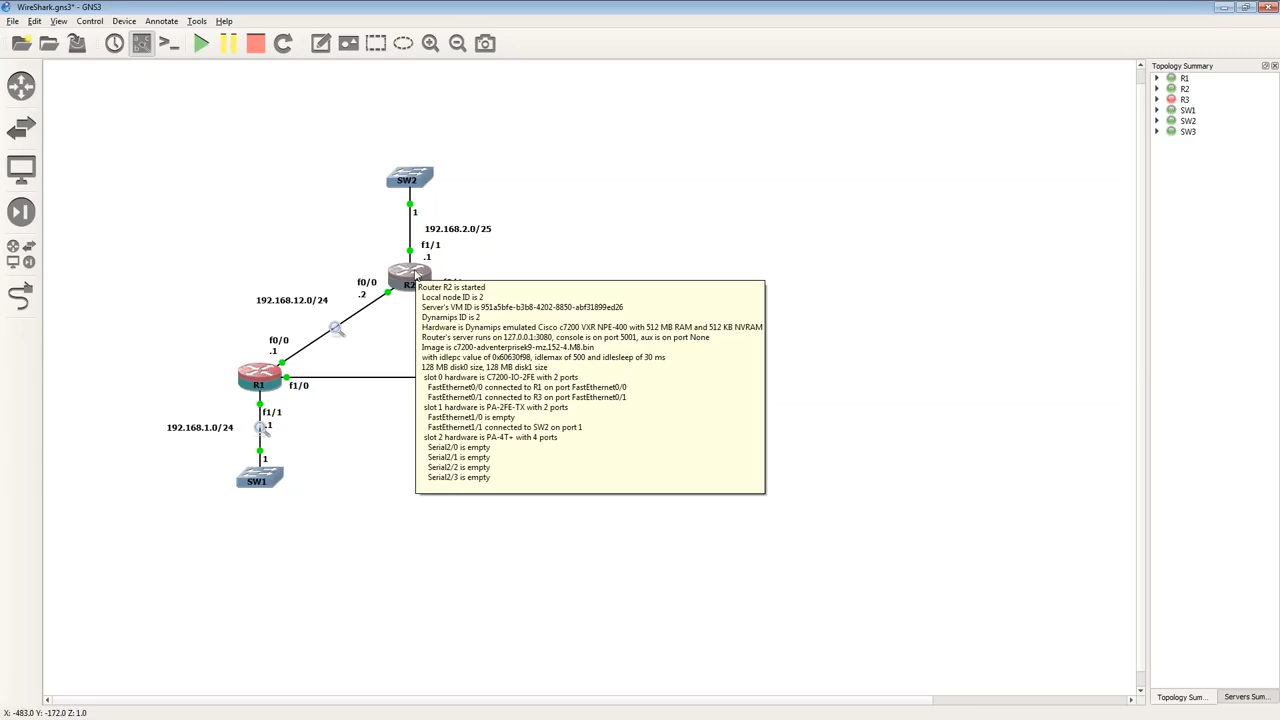 WireShark.gns3* - GNS3
File Edit View Control Device Annotate Tools Help
Topology Summary
R1
R2
R3
SW1
SW2
SW3
SW2
1
192.168.2.0/25
f1/1
.1
f0/0
.2
R2
192.168.12.0/24
f0/0
.1
R1
f1/0
f1/1
.1
192.168.1.0/24
1
SW1
Router R2 is started
Local node ID is 2
Server's VM ID is 951a5bfe-b3b8-4202-8850-abf31899ed26
Dynamips ID is 2
Hardware is Dynamips emulated Cisco c7200 VXR NPE-400 with 512 MB RAM and 512 KB NVRAM
Router's server runs on 127.0.0.1:3080, console is on port 5001, aux is on port None
Image is c7200-adventerprisek9-mz.152-4.M8.bin
with idlepc value of 0x60630f98, idlemax of 500 and idlesleep of 30 ms
128 MB disk0 size, 128 MB disk1 size
slot 0 hardware is C7200-IO-2FE with 2 ports
FastEthernet0/0 connected to R1 on port FastEthernet0/0
FastEthernet0/1 connected to R3 on port FastEthernet0/1
slot 1 hardware is PA-2FE-TX with 2 ports
FastEthernet1/0 is empty
FastEthernet1/1 connected to SW2 on port 1
slot 2 hardware is PA-4T+ with 4 ports
Serial2/0 is empty
Serial2/1 is empty
Serial2/2 is empty
Serial2/3 is empty
Topology Sum... Servers Sum...
X: -483.0 Y: -172.0 Z: 1.0